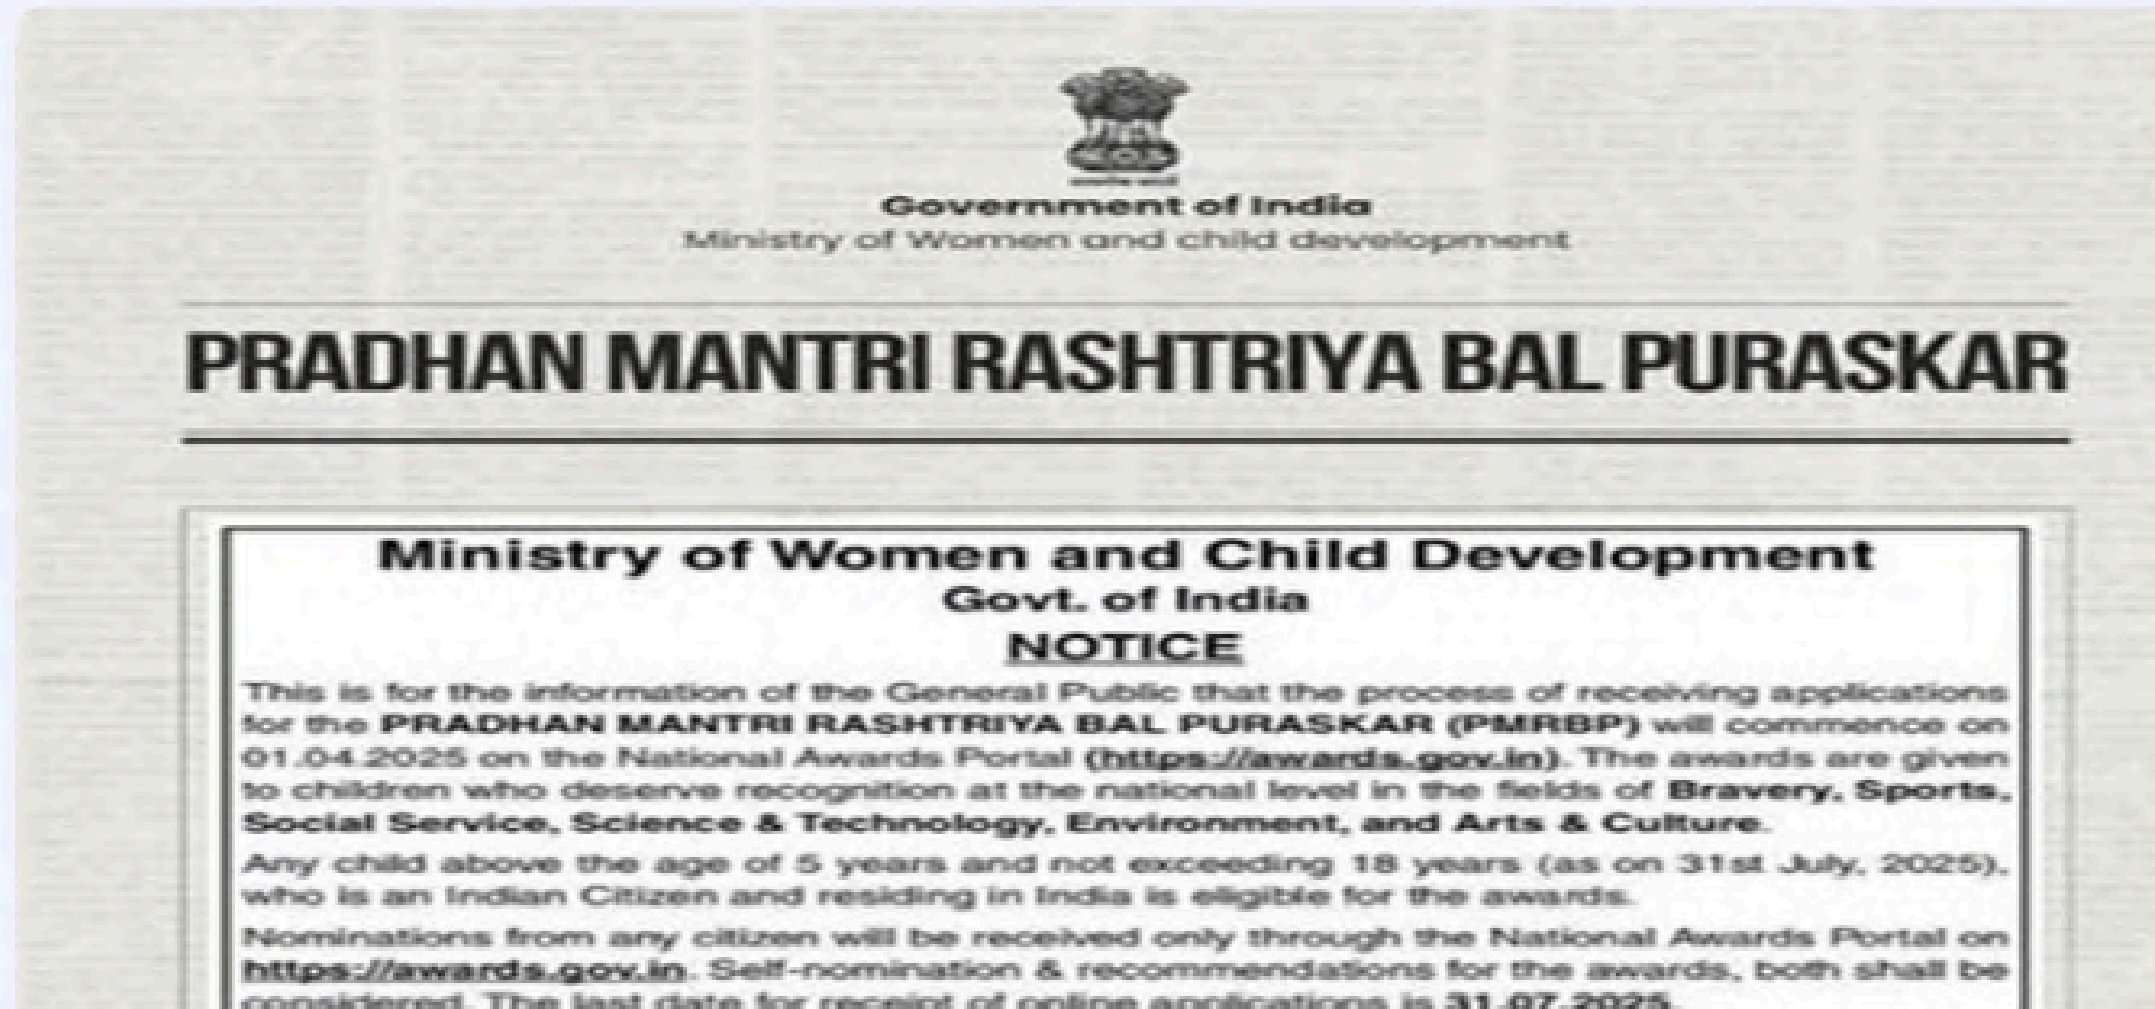 Government of India
Ministry of Women and child development
PRADHAN MANTRI RASHTRIYA BAL PURASKAR
Ministry of Women and Child Development
Govt. of India
NOTICE
This is for the information of the General Public that the process of receiving applications
for the PRADHAN MANTRI RASHTRIYA BAL PURASKAR (PMRBP) will commence on
01.04.2025 on the National Awards Portal (https://awards.gov.in). The awards are given
to children who deserve recognition at the national level in the fields of Bravery, Sports,
Social Service, Science & Technology, Environment, and Arts & Culture.
Any child above the age of 5 years and not exceeding 18 years (as on 31st July, 2025),
who is an Indian Citizen and residing in India is eligible for the awards.
Nominations from any citizen will be received only through the National Awards Portal on
https://awards.gov.in. Self-nomination & recommendations for the awards, both shall be
considered. The last date for receipt of online applications is 31.07.2025.